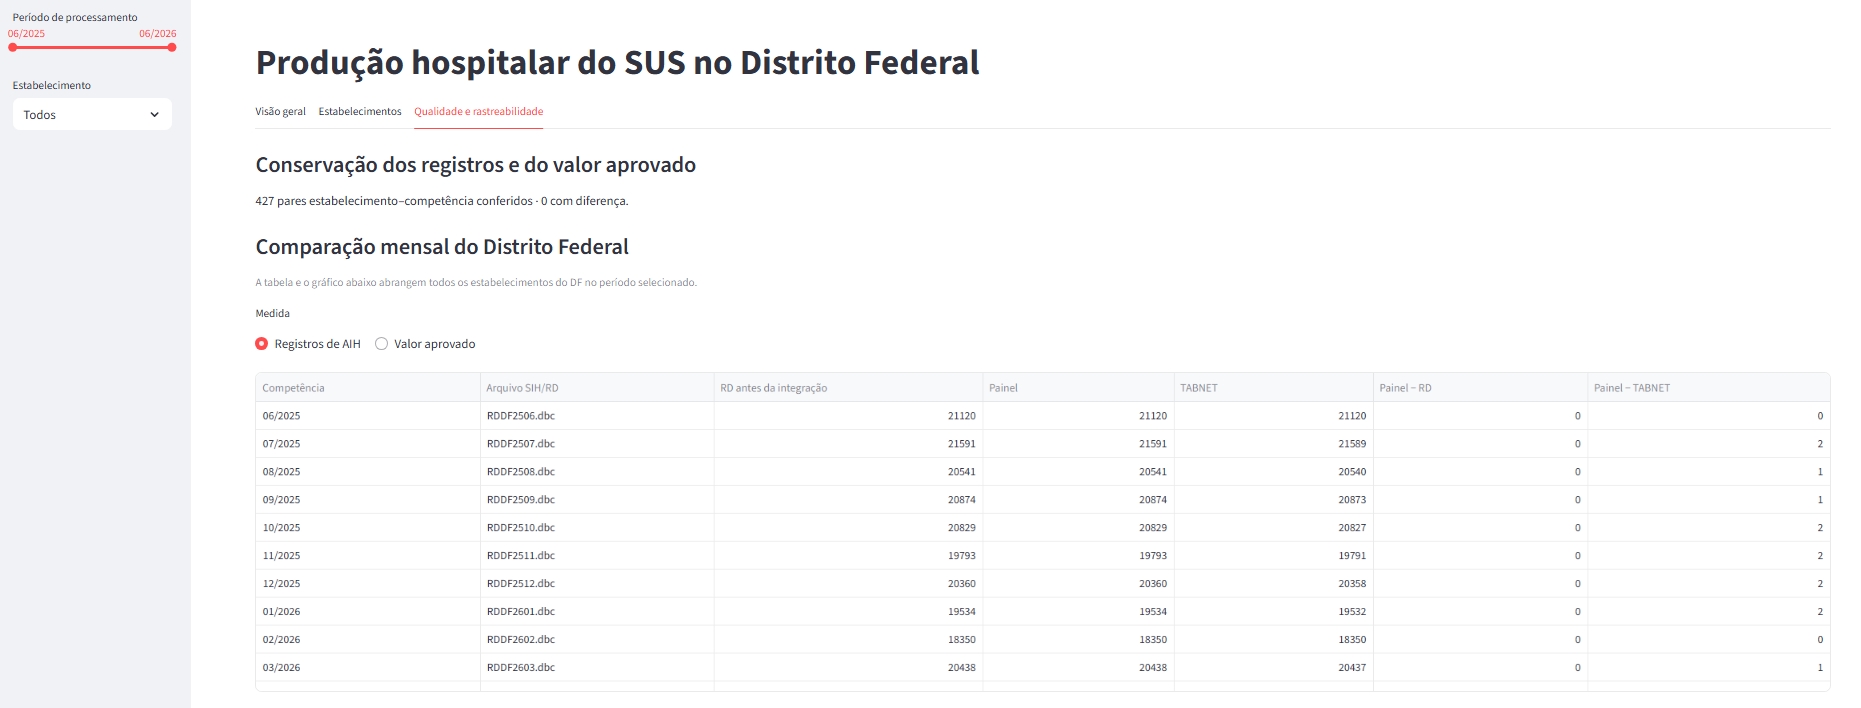 Período de processamento
06/2025 06/2026
Estabelecimento
Todos
Produção hospitalar do SUS no Distrito Federal
Visão geral Estabelecimentos Qualidade e rastreabilidade
Conservação dos registros e do valor aprovado
427 pares estabelecimento–competência conferidos · 0 com diferença.
Comparação mensal do Distrito Federal
A tabela e o gráfico abaixo abrangem todos os estabelecimentos do DF no período selecionado.
Medida
Registros de AIH Valor aprovado
Competência Arquivo SIH/RD RD antes da integração Painel TABNET Painel − RD Painel − TABNET
06/2025 RDDF2506.dbc 21120 21120 21120 0 0
07/2025 RDDF2507.dbc 21591 21591 21589 0 2
08/2025 RDDF2508.dbc 20541 20541 20540 0 1
09/2025 RDDF2509.dbc 20874 20874 20873 0 1
10/2025 RDDF2510.dbc 20829 20829 20827 0 2
11/2025 RDDF2511.dbc 19793 19793 19791 0 2
12/2025 RDDF2512.dbc 20360 20360 20358 0 2
01/2026 RDDF2601.dbc 19534 19534 19532 0 2
02/2026 RDDF2602.dbc 18350 18350 18350 0 0
03/2026 RDDF2603.dbc 20438 20438 20437 0 1